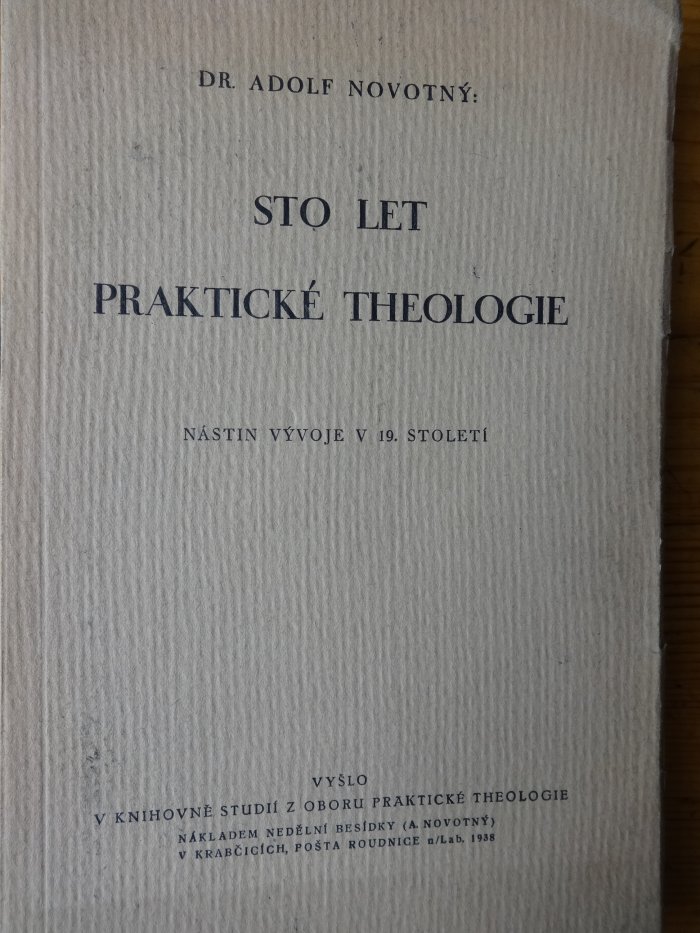 DR. ADOLF NOVOTNÝ:
STO LET
PRAKTICKÉ THEOLOGIE
NÁSTIN VÝVOJE V 19. STOLETÍ
VYŠLO
V KNIHOVNĚ STUDIÍ Z OBORU PRAKTICKÉ THEOLOGIE
NÁKLADEM NEDĚLNÍ BESÍDKY (A. NOVOTNÝ)
V KRABČICÍCH, POŠTA ROUDNICE n/Lab. 1938